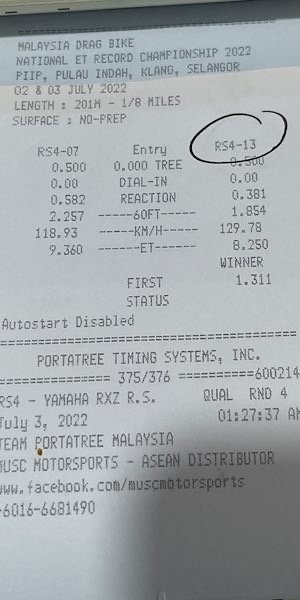 MALAYSIA DRAG BIKE
NATIONAL ET RECORD CHAMPIONSHIP 2022
PIIP, PULAU INDAH, KLANG, SELANGOR
02 & 03 JULY 2022
LENGTH : 201M - 1/8 MILES
SURFACE : NO-PREP
RS4-07 Entry RS4-13
0.500 0.000 TREE 0.500
0.00 DIAL-IN 0.00
0.582 REACTION 0.381
2.257 ------60FT----- 1.854
118.93 -----KM/H----- 129.78
9.360 ------ET------ 8.250
WINNER
FIRST 1.311
STATUS
Autostart Disabled
PORTATREE TIMING SYSTEMS, INC.
============== 375/376 ==========600214
RS4 - YAMAHA RXZ R.S. QUAL RND 4
July 3, 2022 01:27:37 AM
TEAM PORTATREE MALAYSIA
MUSC MOTORSPORTS - ASEAN DISTRIBUTOR
www.facebook.com/muscmotorsports
+6016-6681490